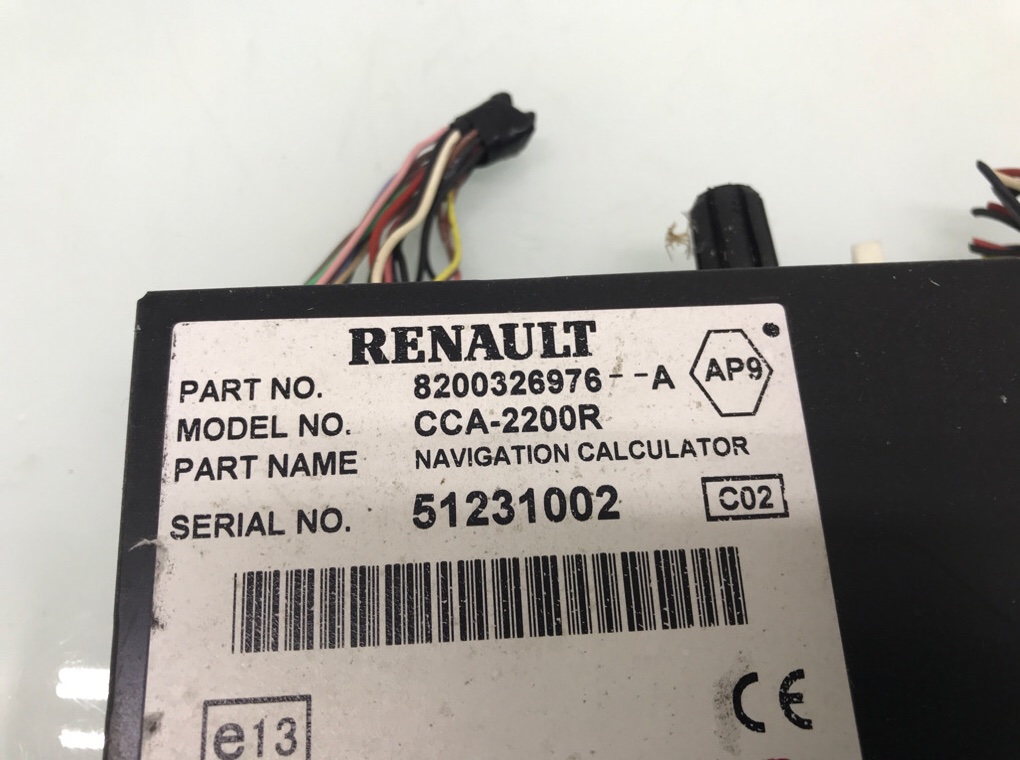 RENAULT
PART NO. 8200326976--A AP9
MODEL NO. CCA-2200R
PART NAME NAVIGATION CALCULATOR
SERIAL NO. 51231002 C02
e13 CE